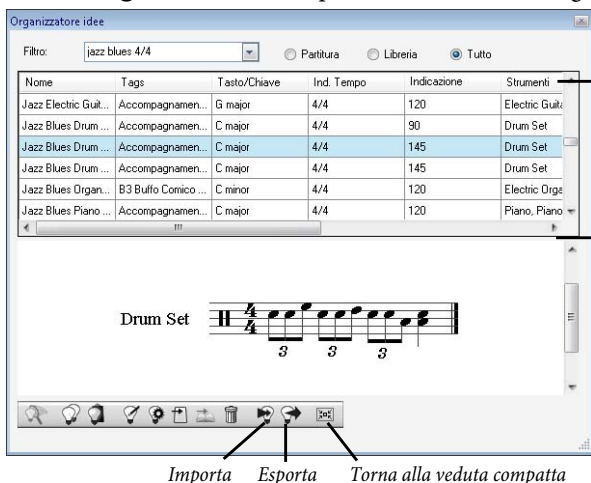 Organizzatore idee
Filtro: jazz blues 4/4 Partitura Libreria Tutto
Nome Tags Tasto/Chiave Ind. Tempo Indicazione Strumenti
Jazz Electric Guit... Accompagnamen... G major 4/4 120 Electric Guita
Jazz Blues Drum ... Accompagnamen... C major 4/4 90 Drum Set
Jazz Blues Drum ... Accompagnamen... C major 4/4 145 Drum Set
Jazz Blues Drum ... Accompagnamen... C major 4/4 145 Drum Set
Jazz Blues Organ... B3 Buffo Comico ... C minor 4/4 120 Electric Orga
Jazz Blues Piano ... Accompagnamen... C major 4/4 120 Piano, Piano
Drum Set 4/4
3 3 3
Importa Esporta Torna alla veduta compatta